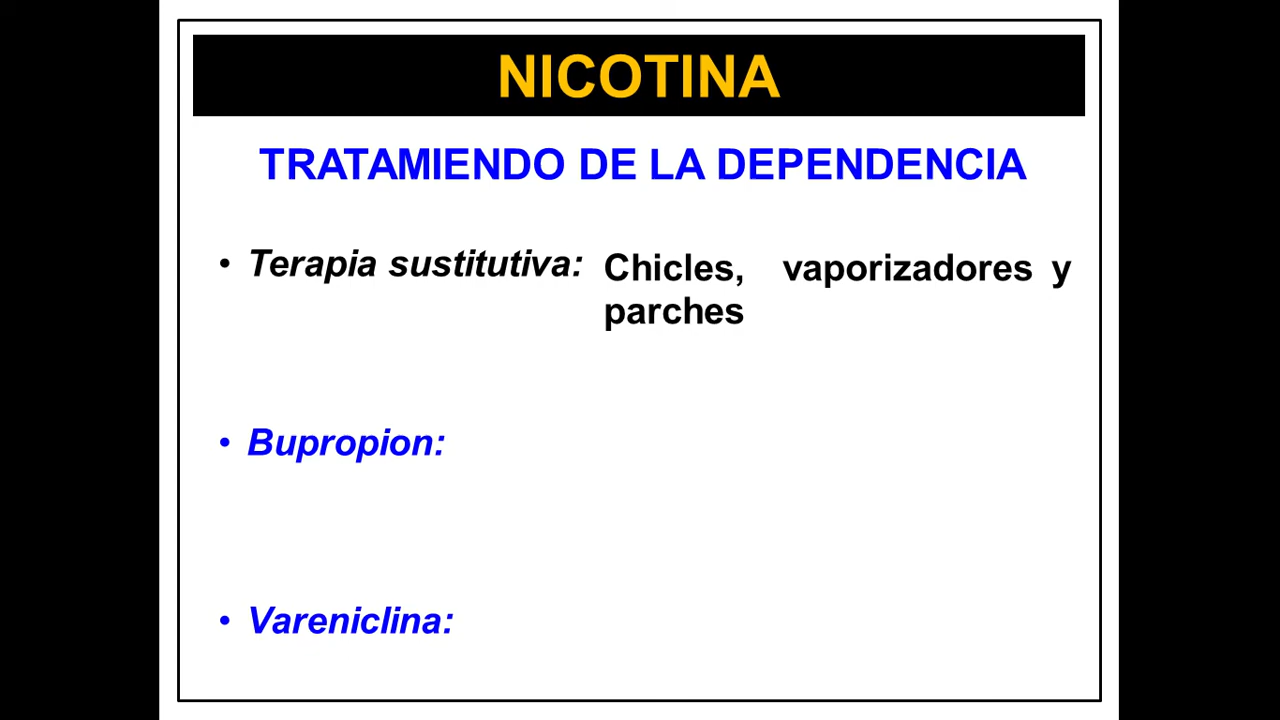 NICOTINA
TRATAMIENDO DE LA DEPENDENCIA
• Terapia sustitutiva: Chicles, vaporizadores y
parches
• Bupropion:
• Vareniclina: